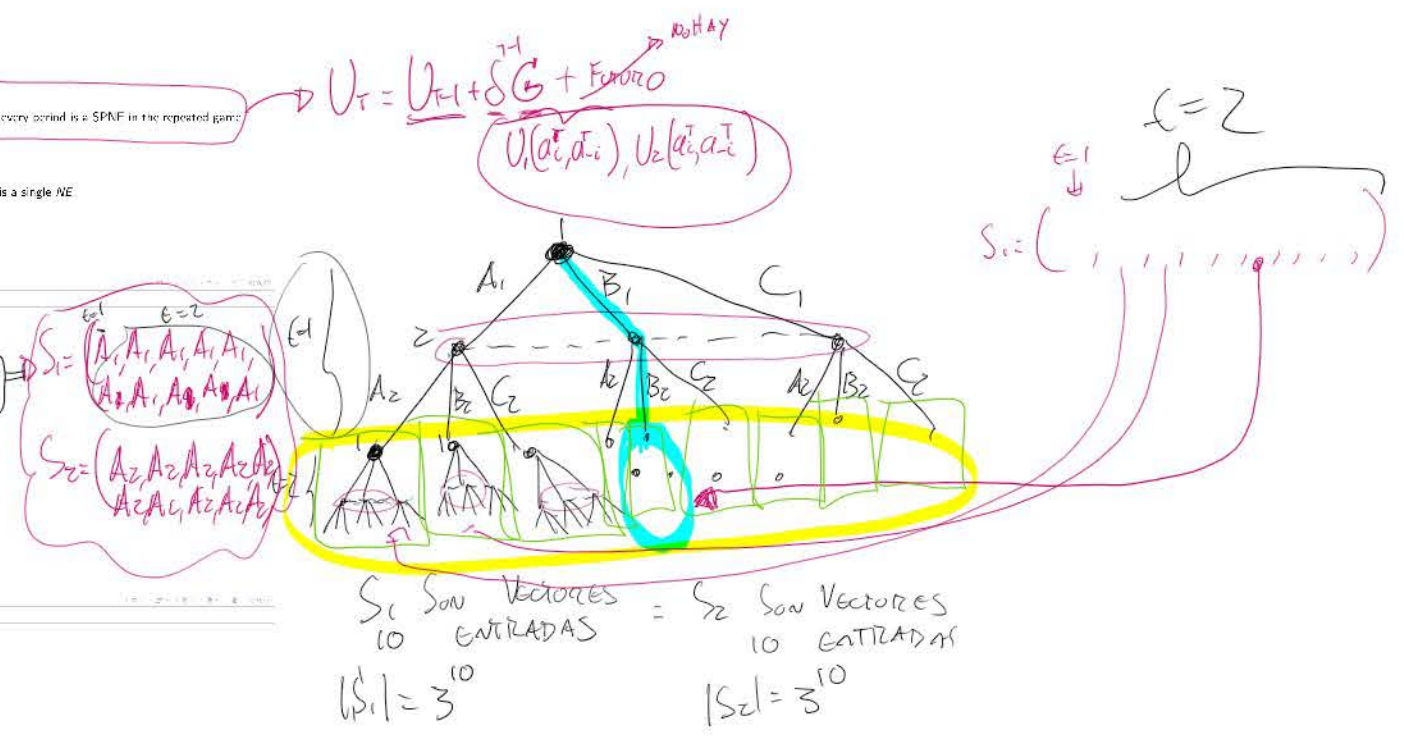 NO HAY
U_T = U_{T-1} + δ^{T-1} G + FUTURO
every period is a SPNE in the repeated game
U_1(a_i^T, a_{-i}^T), U_2(a_i^T, a_{-i}^T)
is a single NE
t=2
t=1
S_1 = ( , , , , , , , , , )
1
A_1 B_1 C_1
2
t=1 t=2
t=1
S_1 = (A_1, A_1, A_1, A_1, A_1,
A_1, A_1, A_1, A_1, A_1)
A_2 B_2 C_2 A_2 B_2 C_2 A_2 B_2 C_2
S_2 = (A_2, A_2, A_2, A_2, A_2,
A_2, A_2, A_2, A_2, A_2)
t=2
1 1 1
S_1 SON VECTORES = S_2 SON VECTORES
10 ENTRADAS 10 ENTRADAS
|S_1| = 3^10 |S_2| = 3^10